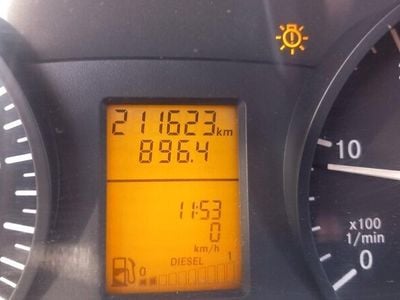 211623 km
896.4
11:53
0
km/h
DIESEL
0 1
10
x100
1/min
0